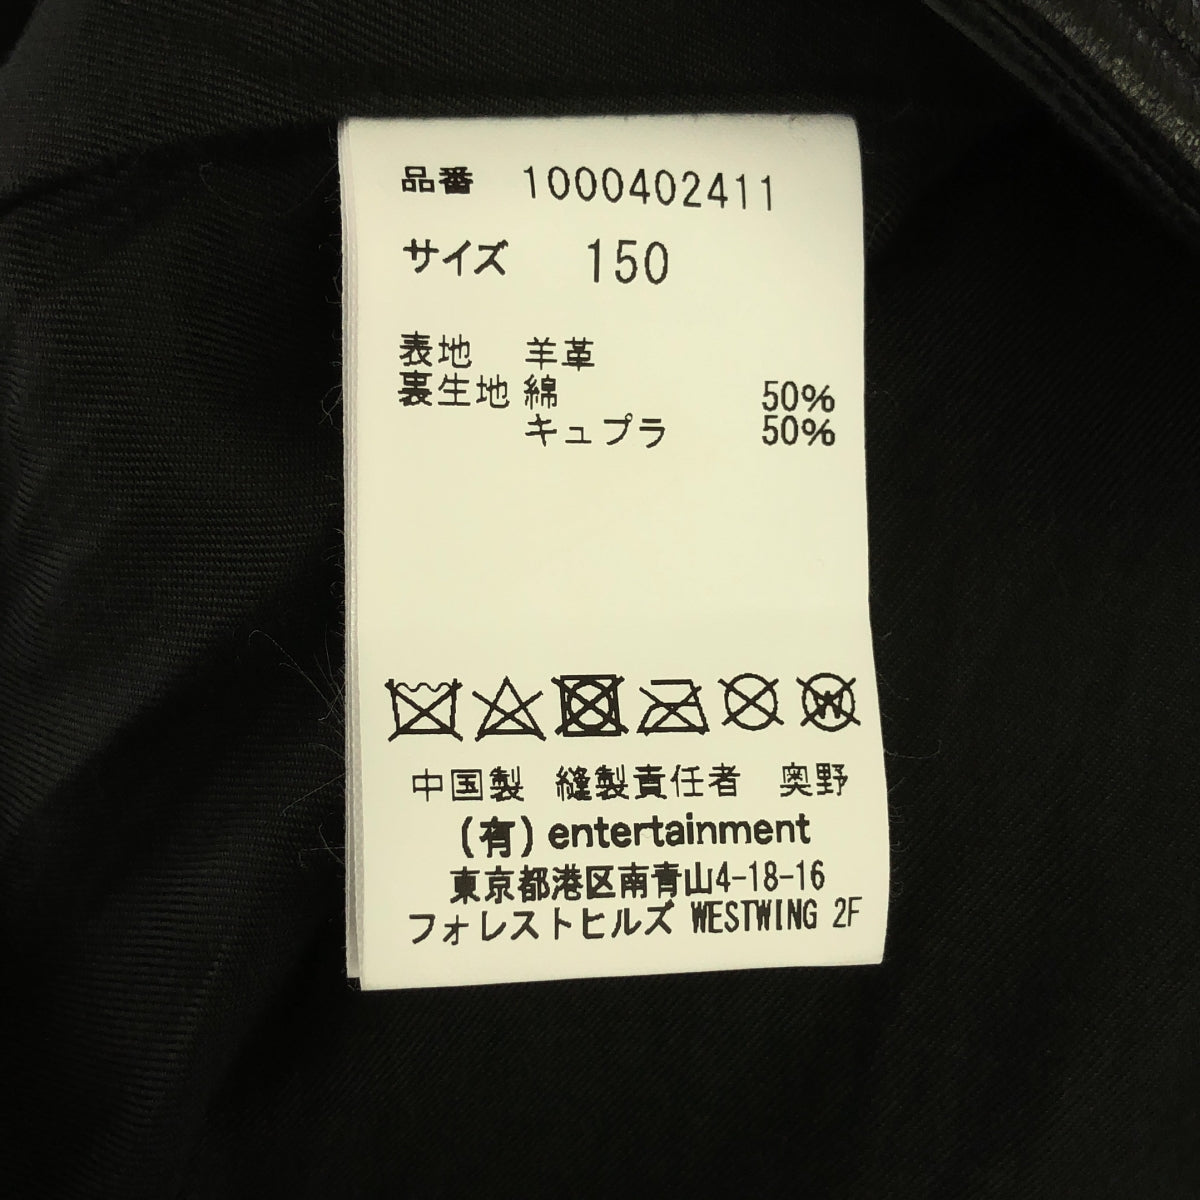 品番 1000402411
サイズ 150
表地 羊革
裏生地 綿 50%
キュプラ 50%
中国製 縫製責任者 奥野
(有) entertainment
東京都港区南青山4-18-16
フォレストヒルズ WESTWING 2F